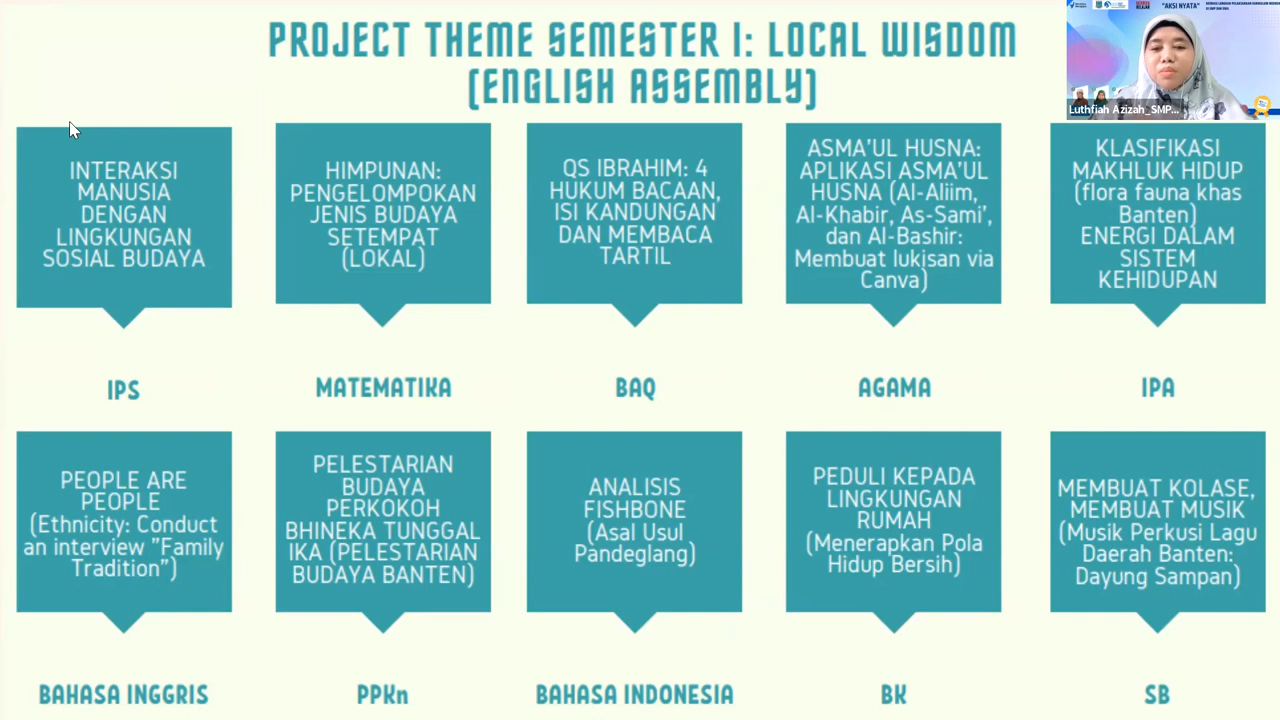 PROJECT THEME SEMESTER I: LOCAL WISDOM
(ENGLISH ASSEMBLY)
"AKSI NYATA"
Luthfiah Azizah_SMP...
INTERAKSI
MANUSIA
DENGAN
LINGKUNGAN
SOSIAL BUDAYA
IPS
HIMPUNAN:
PENGELOMPOKAN
JENIS BUDAYA
SETEMPAT
(LOKAL)
MATEMATIKA
QS IBRAHIM: 4
HUKUM BACAAN,
ISI KANDUNGAN
DAN MEMBACA
TARTIL
BAQ
ASMA'UL HUSNA:
APLIKASI ASMA'UL
HUSNA (Al-Aliim,
Al-Khabir, As-Sami',
dan Al-Bashir:
Membuat lukisan via
Canva)
AGAMA
KLASIFIKASI
MAKHLUK HIDUP
(flora fauna khas
Banten)
ENERGI DALAM
SISTEM
KEHIDUPAN
IPA
PEOPLE ARE
PEOPLE
(Ethnicity: Conduct
an interview "Family
Tradition")
BAHASA INGGRIS
PELESTARIAN
BUDAYA
PERKOKOH
BHINEKA TUNGGAL
IKA (PELESTARIAN
BUDAYA BANTEN)
PPKn
ANALISIS
FISHBONE
(Asal Usul
Pandeglang)
BAHASA INDONESIA
PEDULI KEPADA
LINGKUNGAN
RUMAH
(Menerapkan Pola
Hidup Bersih)
BK
MEMBUAT KOLASE,
MEMBUAT MUSIK
(Musik Perkusi Lagu
Daerah Banten:
Dayung Sampan)
SB